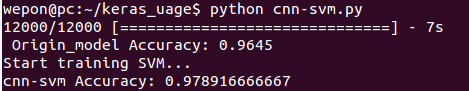 wepon@pc:~/keras_uage$ python cnn-svm.py
12000/12000 [==============================] - 7s
Origin_model Accuracy: 0.9645
Start training SVM...
cnn-svm Accuracy: 0.978916666667